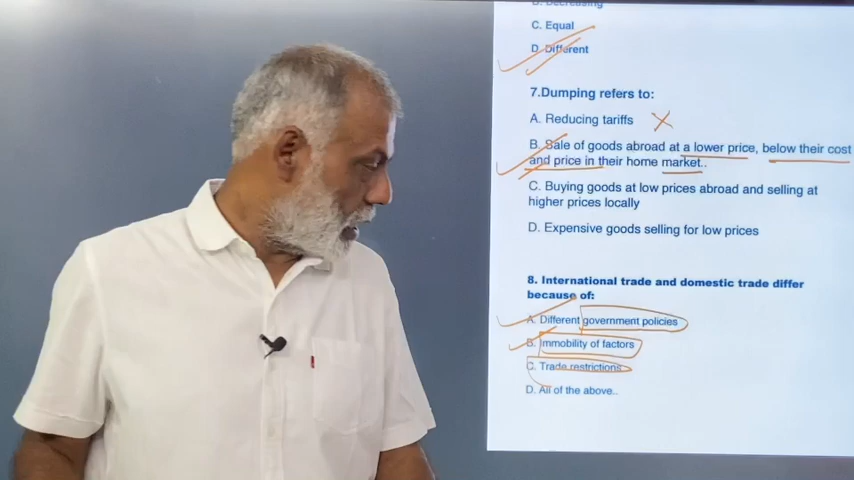 B. Decreasing
C. Equal
D. Different
7.Dumping refers to:
A. Reducing tariffs
B. Sale of goods abroad at a lower price, below their cost
and price in their home market..
C. Buying goods at low prices abroad and selling at
higher prices locally
D. Expensive goods selling for low prices
8. International trade and domestic trade differ
because of:
A. Different government policies
B. Immobility of factors
C. Trade restrictions
D. All of the above..